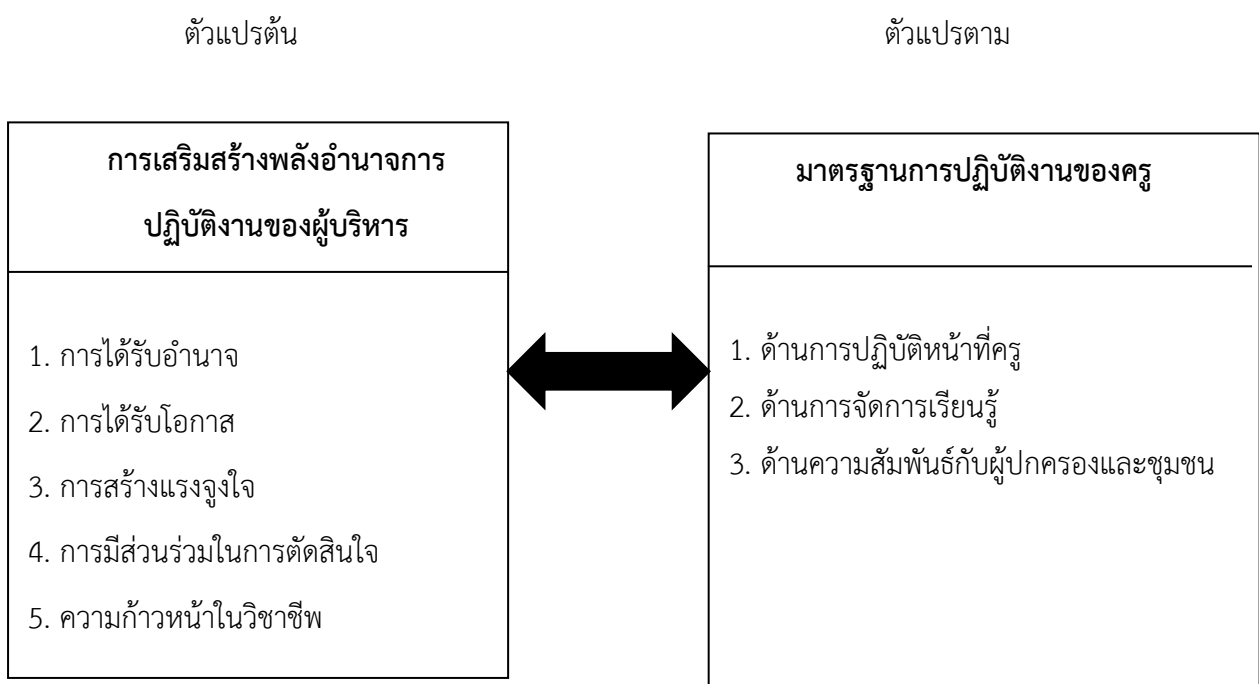 ตัวแปรต้น
ตัวแปรตาม
การเสริมสร้างพลังอำนาจการ
ปฏิบัติงานของผู้บริหาร
1. การได้รับอำนาจ
2. การได้รับโอกาส
3. การสร้างแรงจูงใจ
4. การมีส่วนร่วมในการตัดสินใจ
5. ความก้าวหน้าในวิชาชีพ
มาตรฐานการปฏิบัติงานของครู
1. ด้านการปฏิบัติหน้าที่ครู
2. ด้านการจัดการเรียนรู้
3. ด้านความสัมพันธ์กับผู้ปกครองและชุมชน